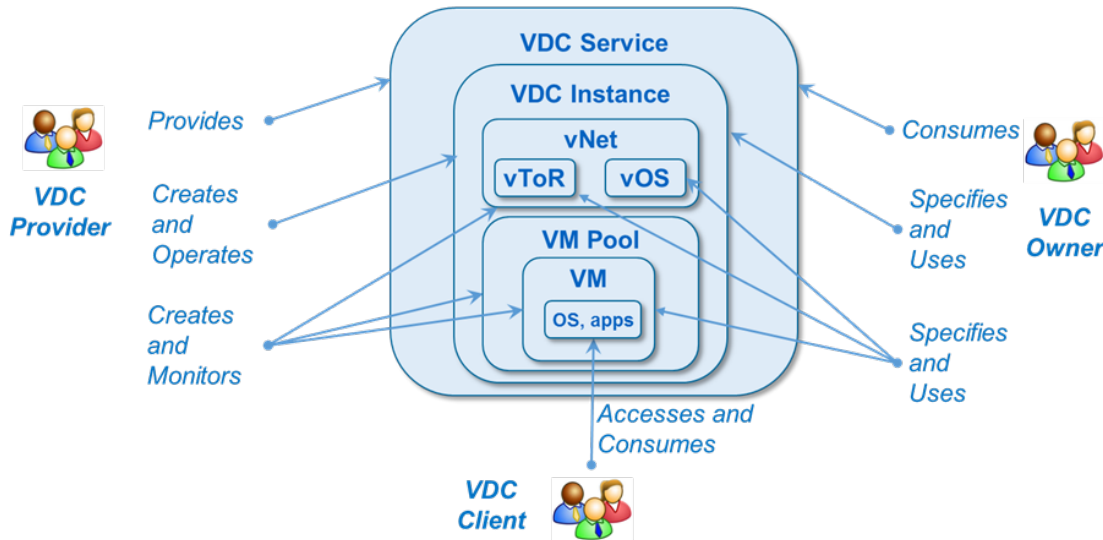 VDC Service
VDC Instance
vNet
vToR
vOS
VM Pool
VM
OS, apps
Provides
Creates
and
Operates
Creates
and
Monitors
VDC
Provider
Consumes
Specifies
and
Uses
Specifies
and
Uses
VDC
Owner
Accesses and
Consumes
VDC
Client